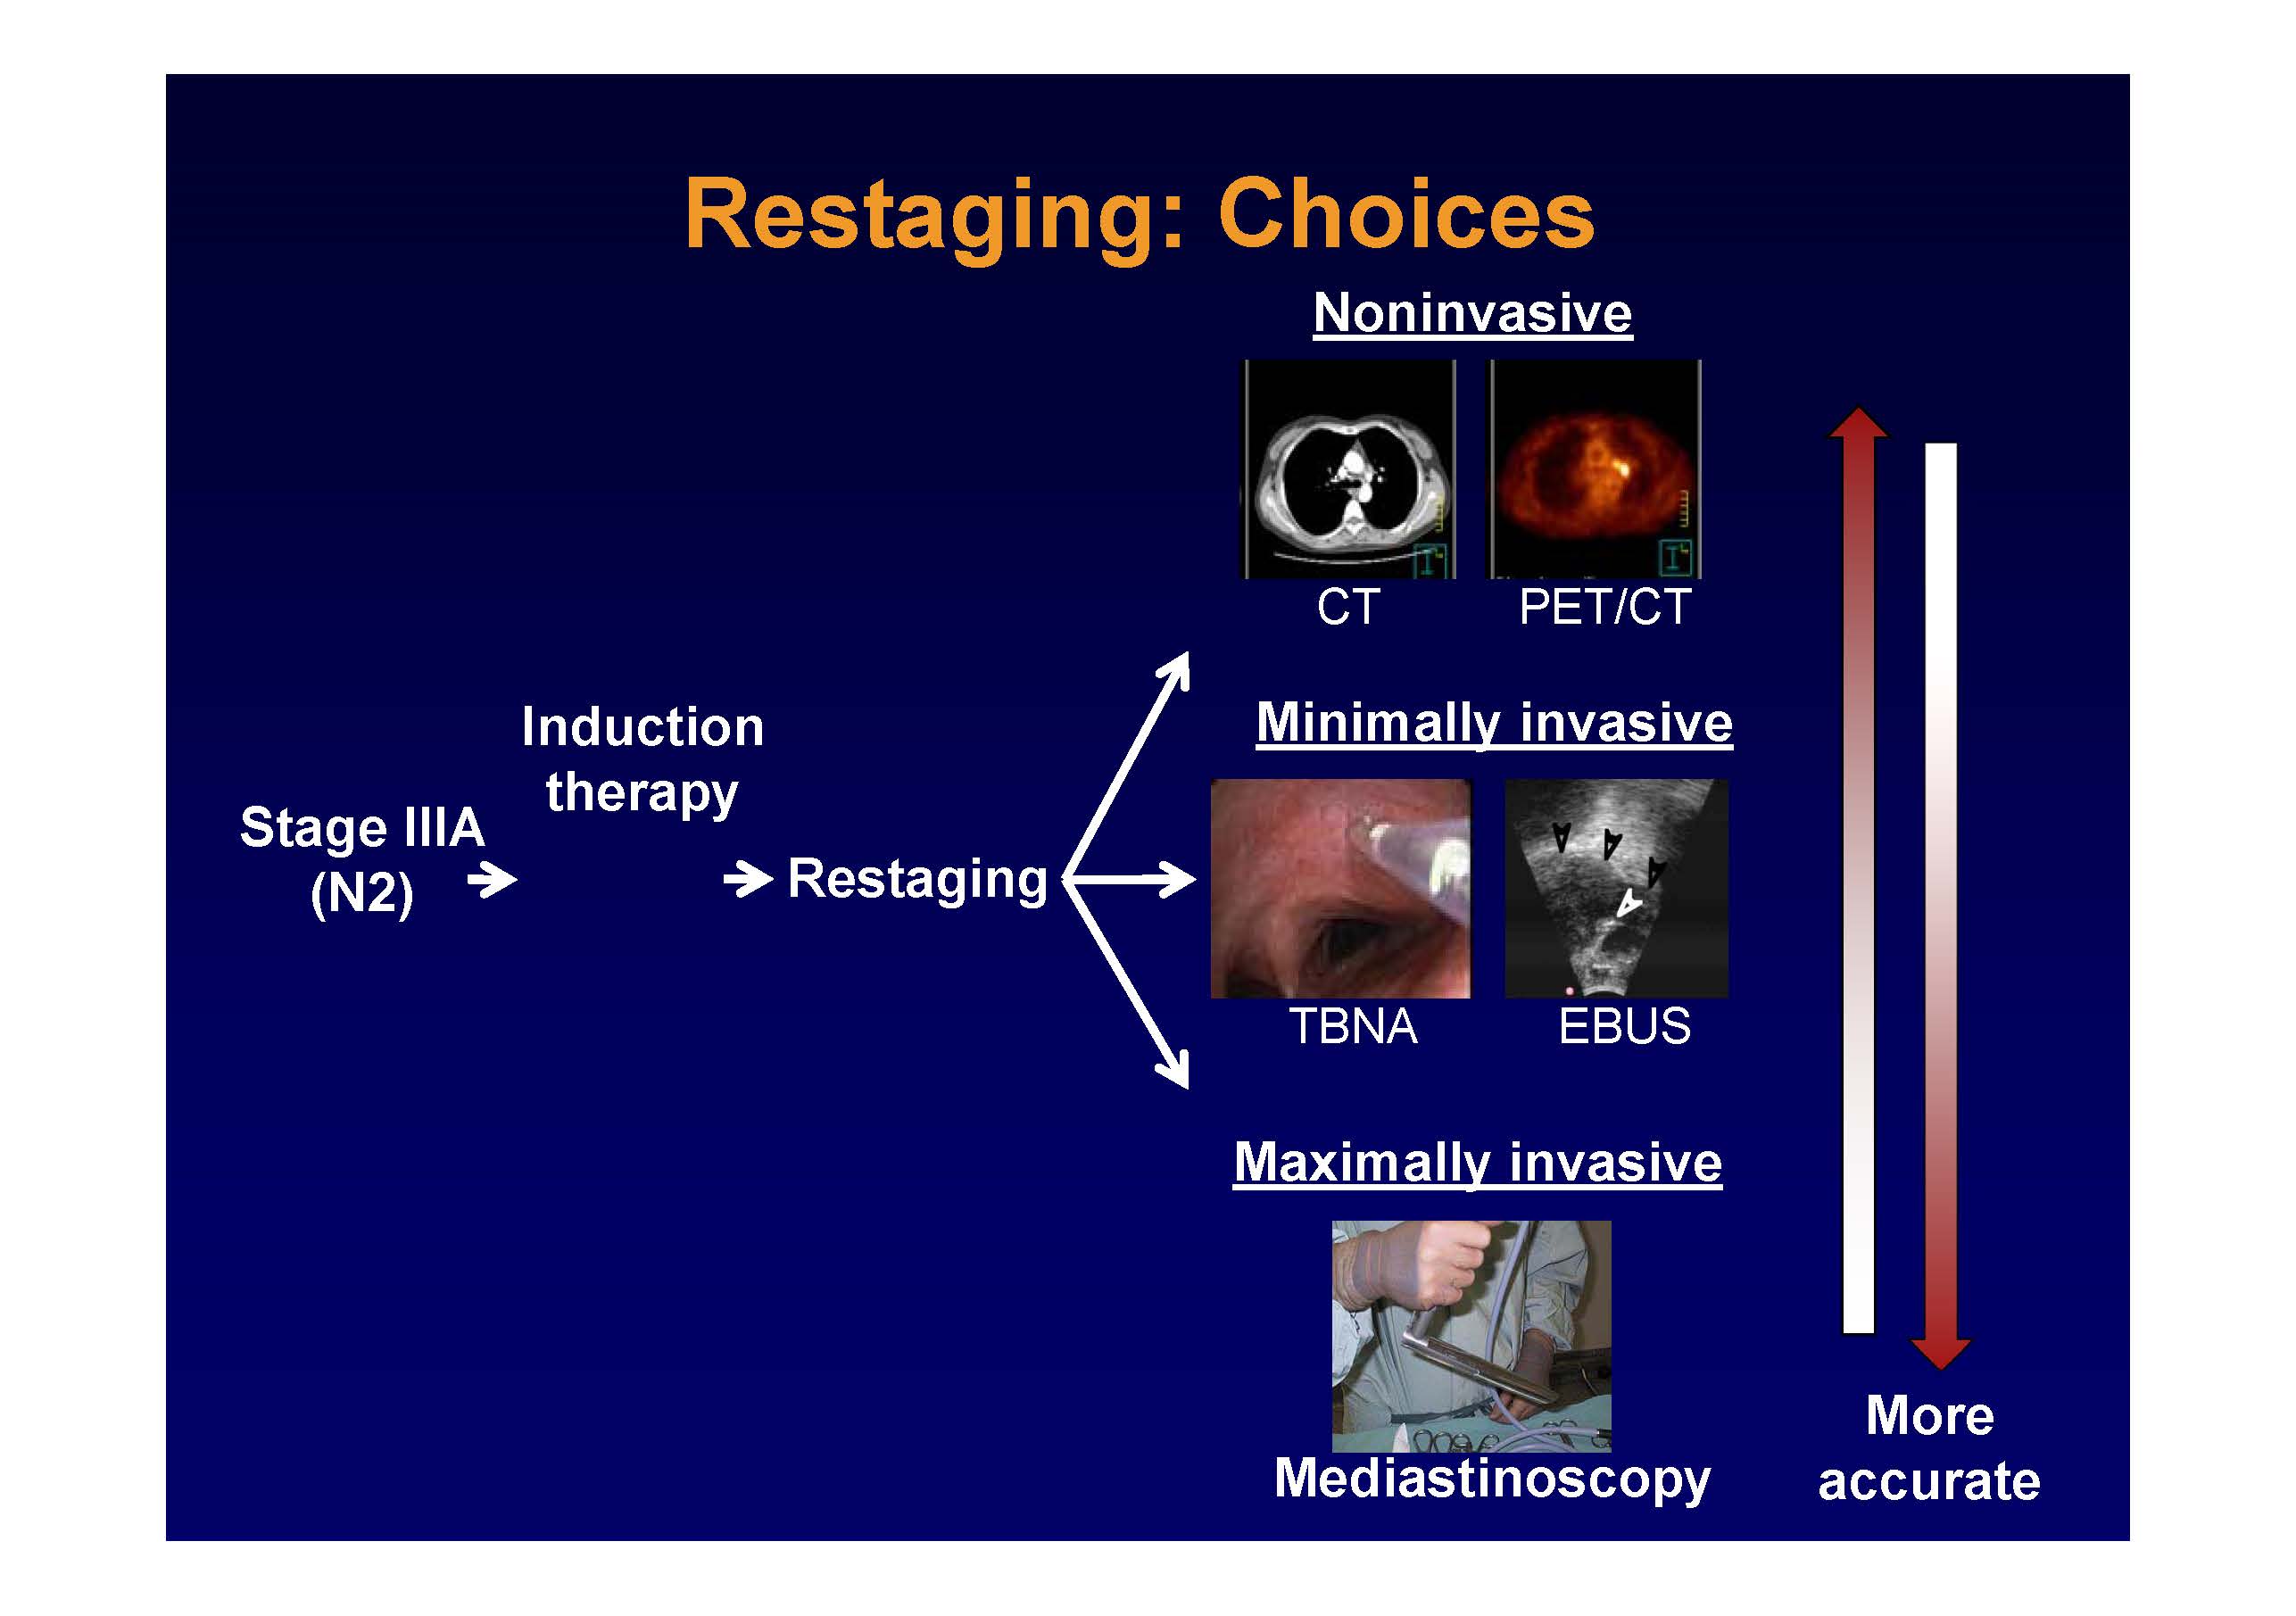 Restaging: Choices
Noninvasive
CT
PET/CT
Induction
therapy
Stage IIIA
(N2)
Restaging
Minimally invasive
TBNA
EBUS
Maximally invasive
Mediastinoscopy
More
accurate